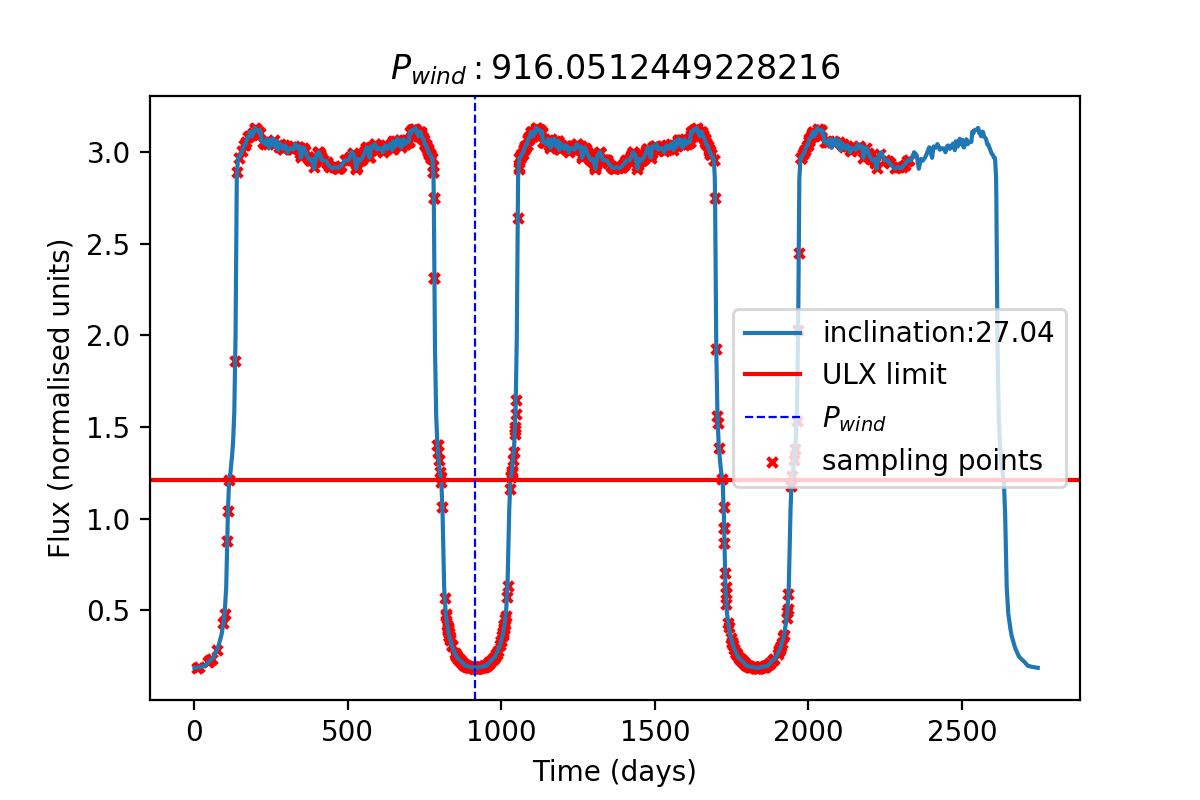 P_wind : 916.0512449228216
Flux (normalised units)
3.0
2.5
2.0
1.5
1.0
0.5
inclination:27.04
ULX limit
P_wind
sampling points
0 500 1000 1500 2000 2500
Time (days)